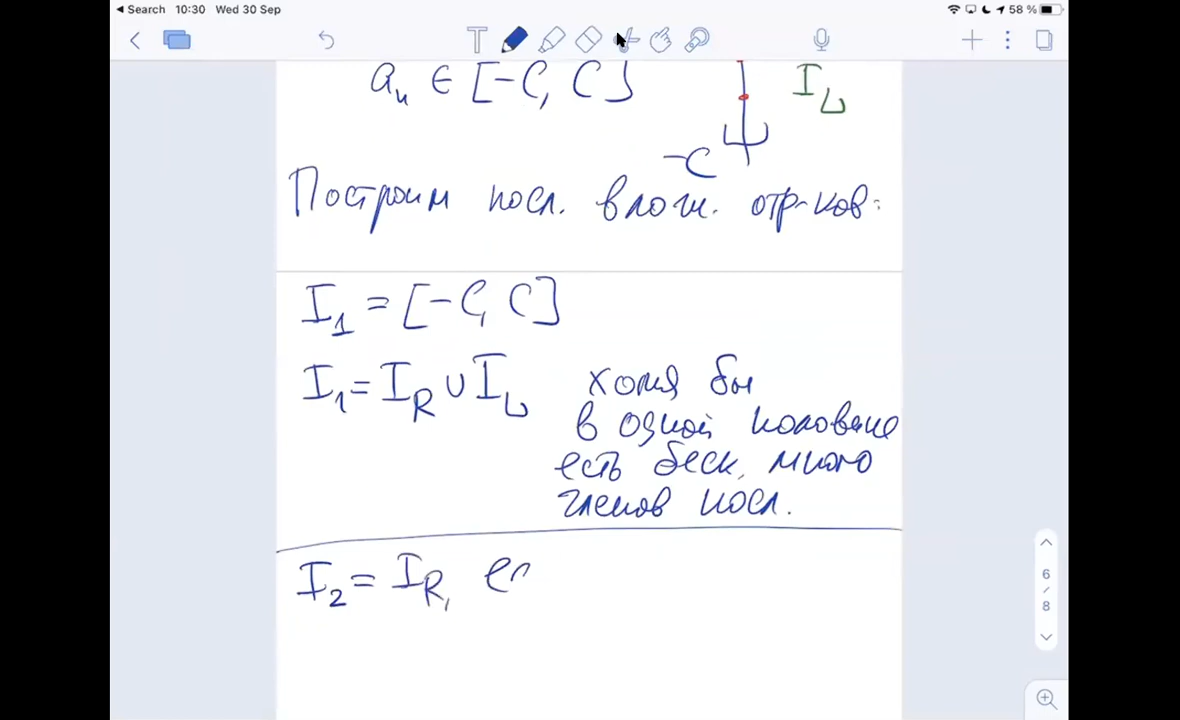 Search 10:30 Wed 30 Sep 58 %
T
aₙ ∈ [-C, C]
I_L
-C
Построим посл. влож. отр-ков:
I₁ = [-C, C]
I₁ = I_R ∪ I_L хотя бы
в одной половине
есть беск. много
членов посл.
I₂ = I_R, ес
6
/
8